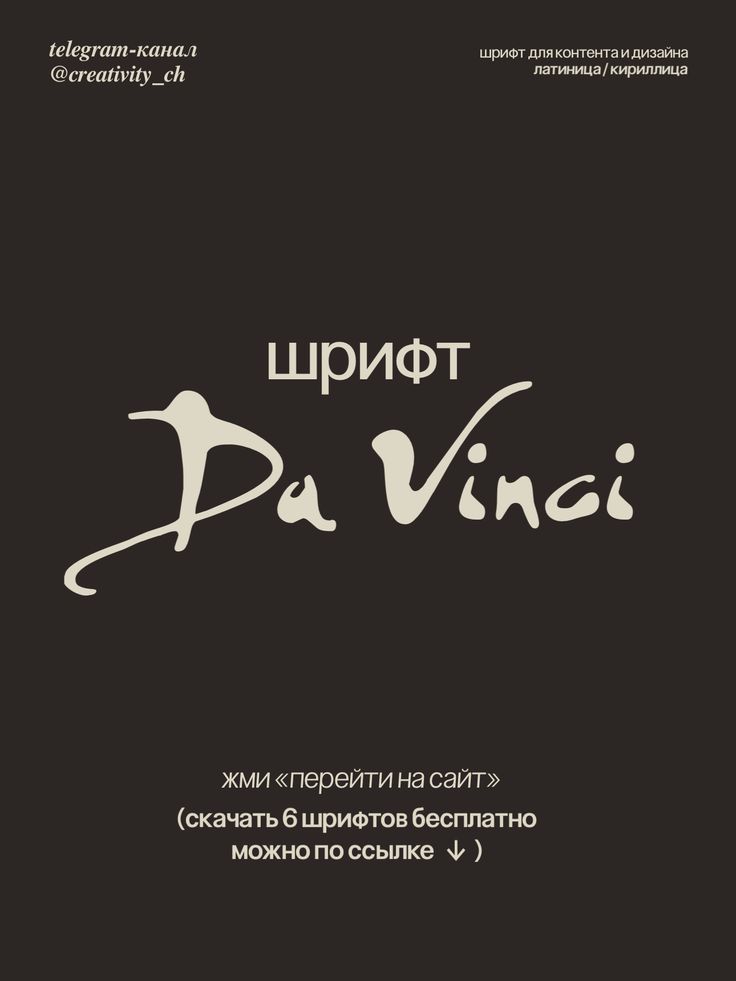 telegram-канал
@creativity_ch
шрифт для контента и дизайна
латиница / кириллица
шрифт
Da Vinci
жми «перейти на сайт»
(скачать 6 шрифтов бесплатно
можно по ссылке ↓ )